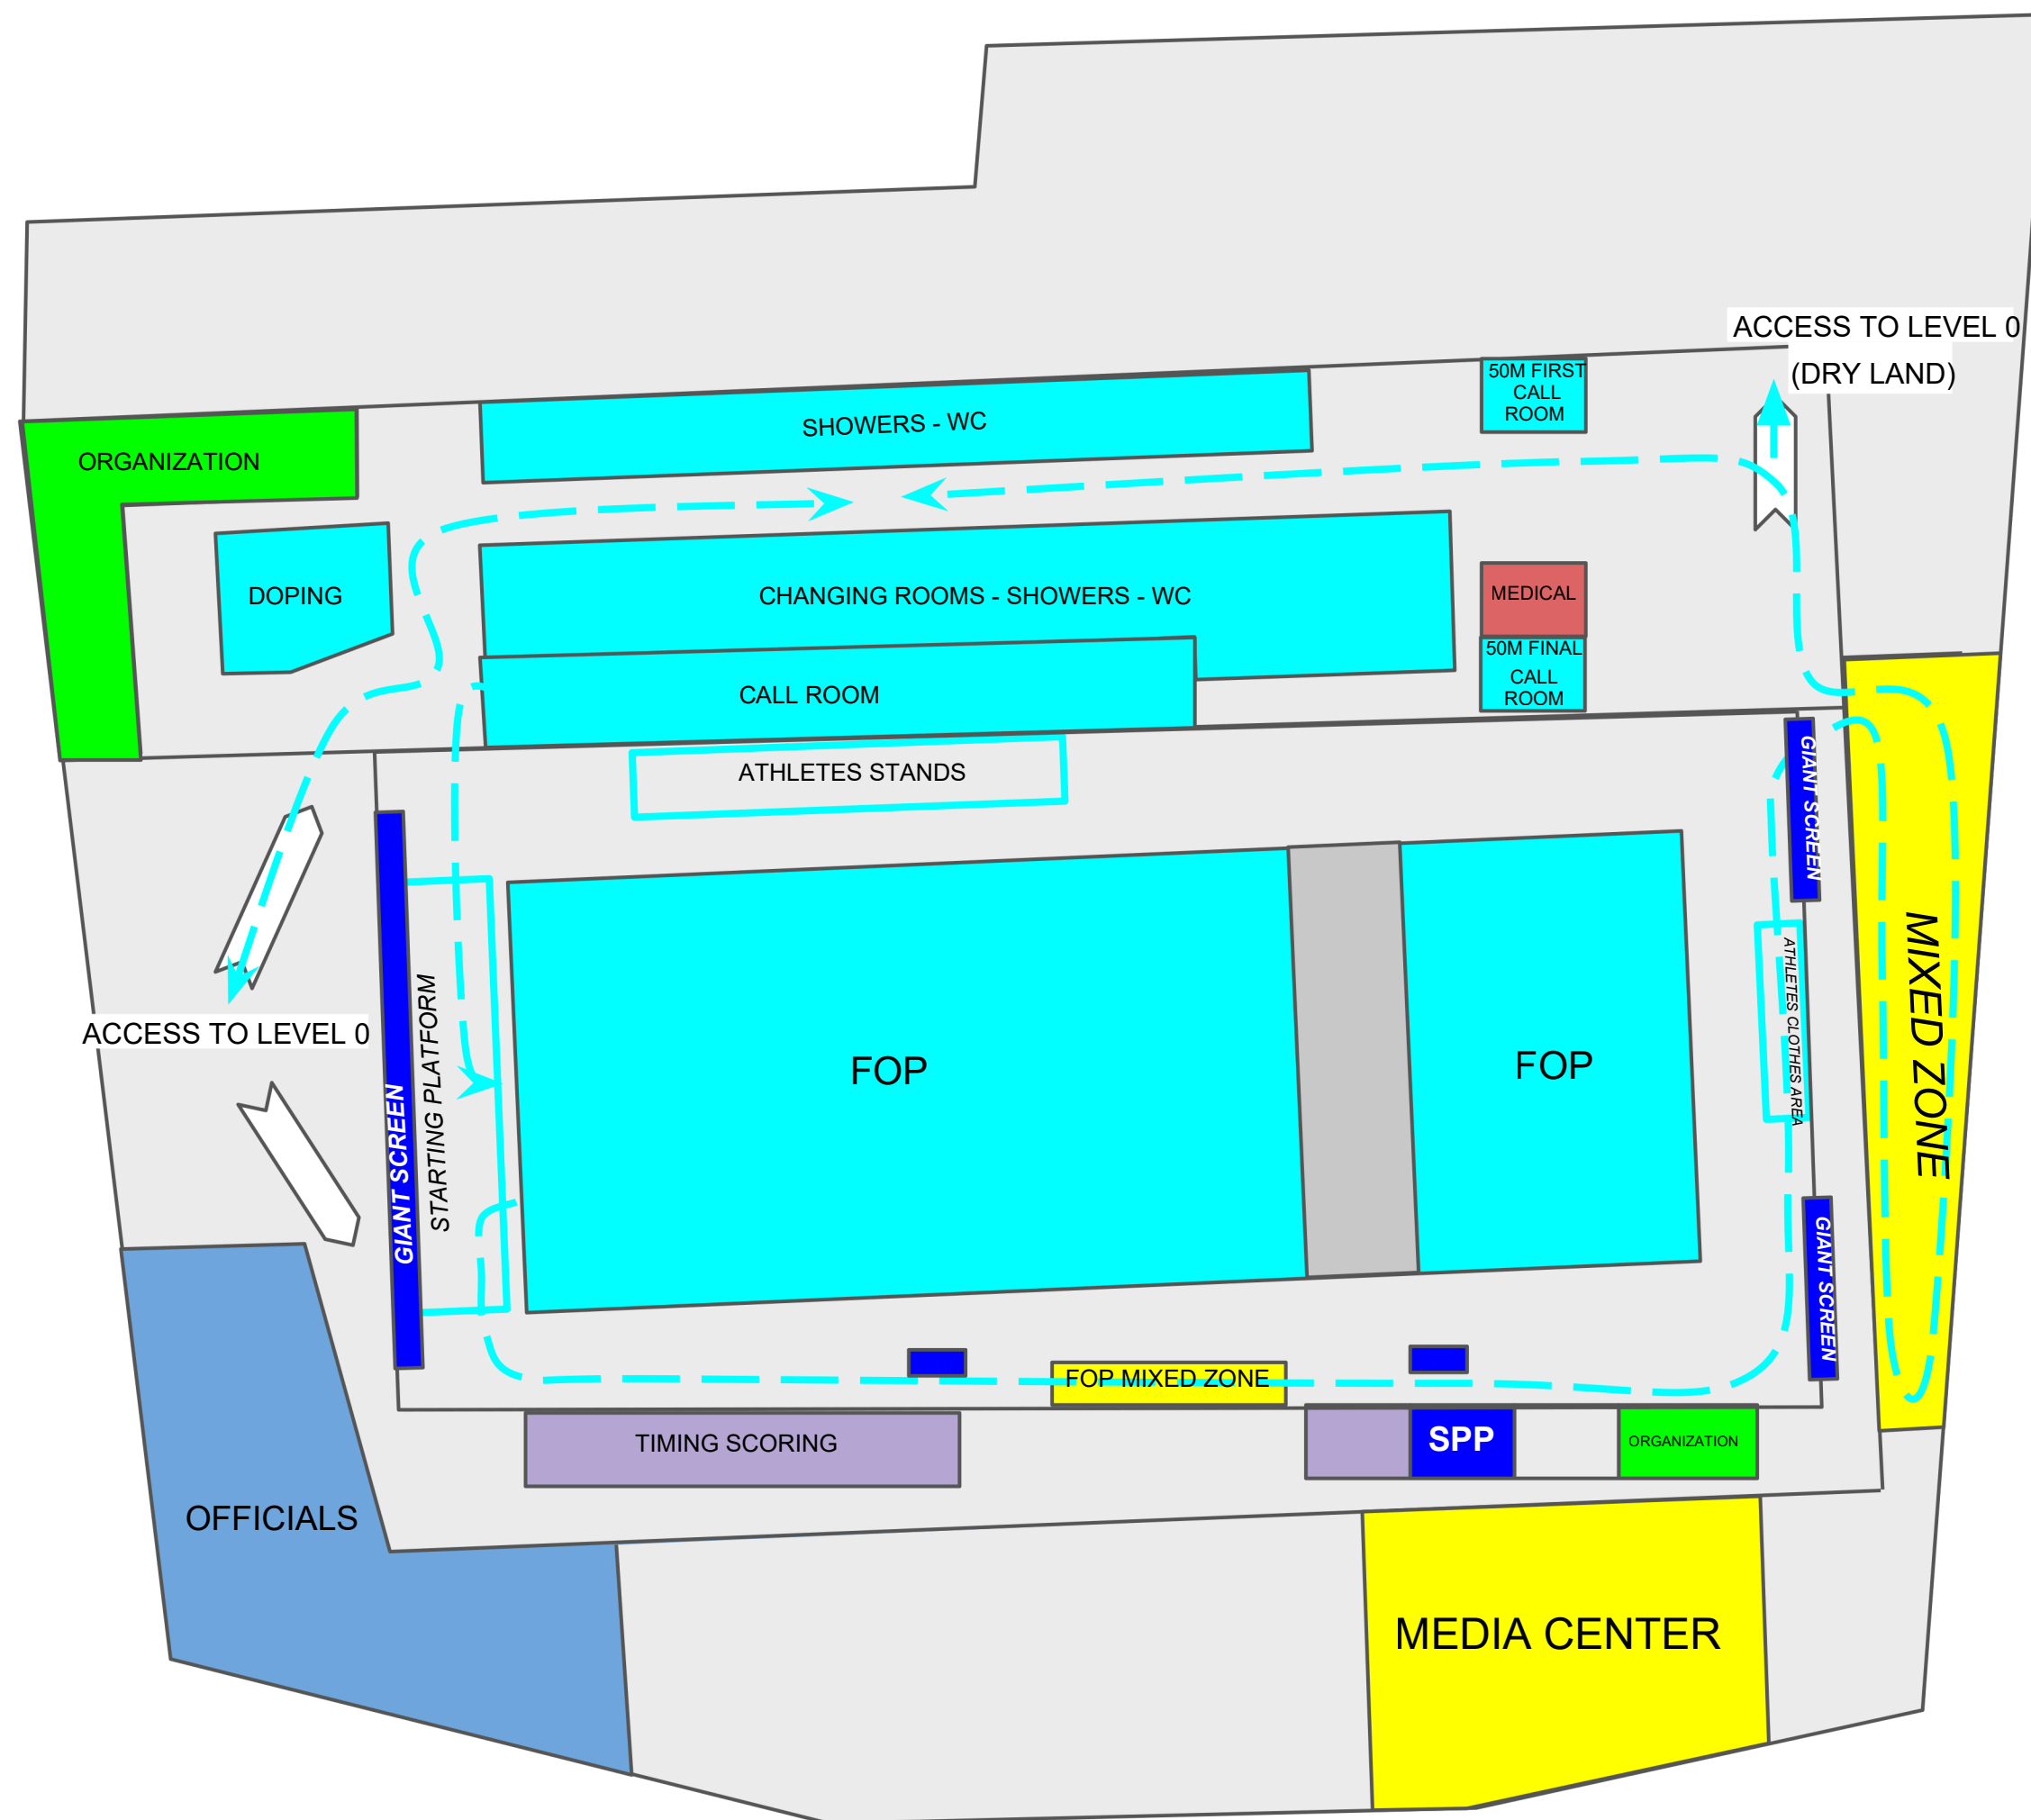 ACCESS TO LEVEL 0
(DRY LAND)
50M FIRST
CALL
ROOM
SHOWERS - WC
ORGANIZATION
DOPING
CHANGING ROOMS - SHOWERS - WC
MEDICAL
50M FINAL
CALL
ROOM
CALL ROOM
ATHLETES STANDS
GIANT SCREEN
MIXED ZONE
ATHLETES CLOTHES AREA
ACCESS TO LEVEL 0
STARTING PLATFORM
GIANT SCREEN
FOP
FOP
GIANT SCREEN
FOP MIXED ZONE
TIMING SCORING
SPP
ORGANIZATION
OFFICIALS
MEDIA CENTER